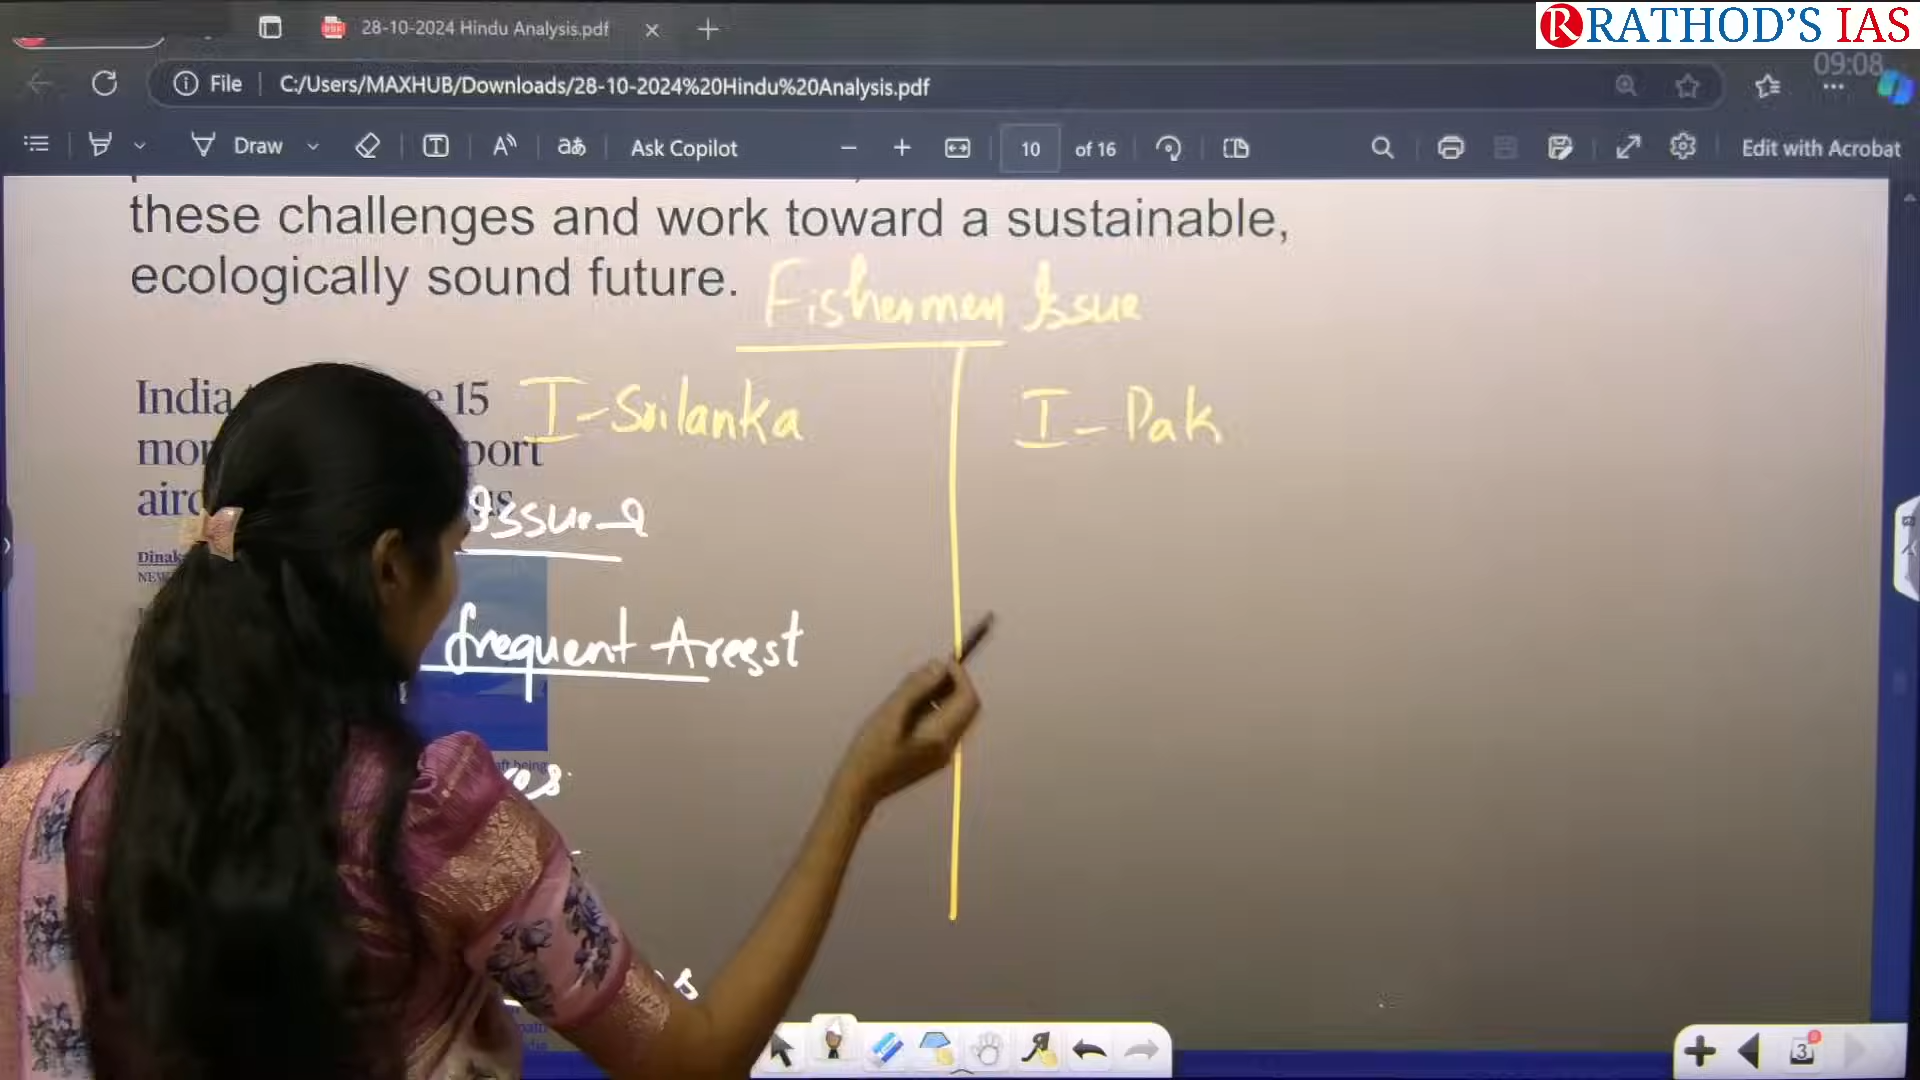 28-10-2024 Hindu Analysis.pdf
RATHOD'S IAS
09:08
File
C:/Users/MAXHUB/Downloads/28-10-2024%20Hindu%20Analysis.pdf
Draw
Ask Copilot
10 of 16
Edit with Acrobat
these challenges and work toward a sustainable,
ecologically sound future.
Fishermen Issue
India 15
I-Srilanka
I-Pak
Issue
frequent Aregst
3